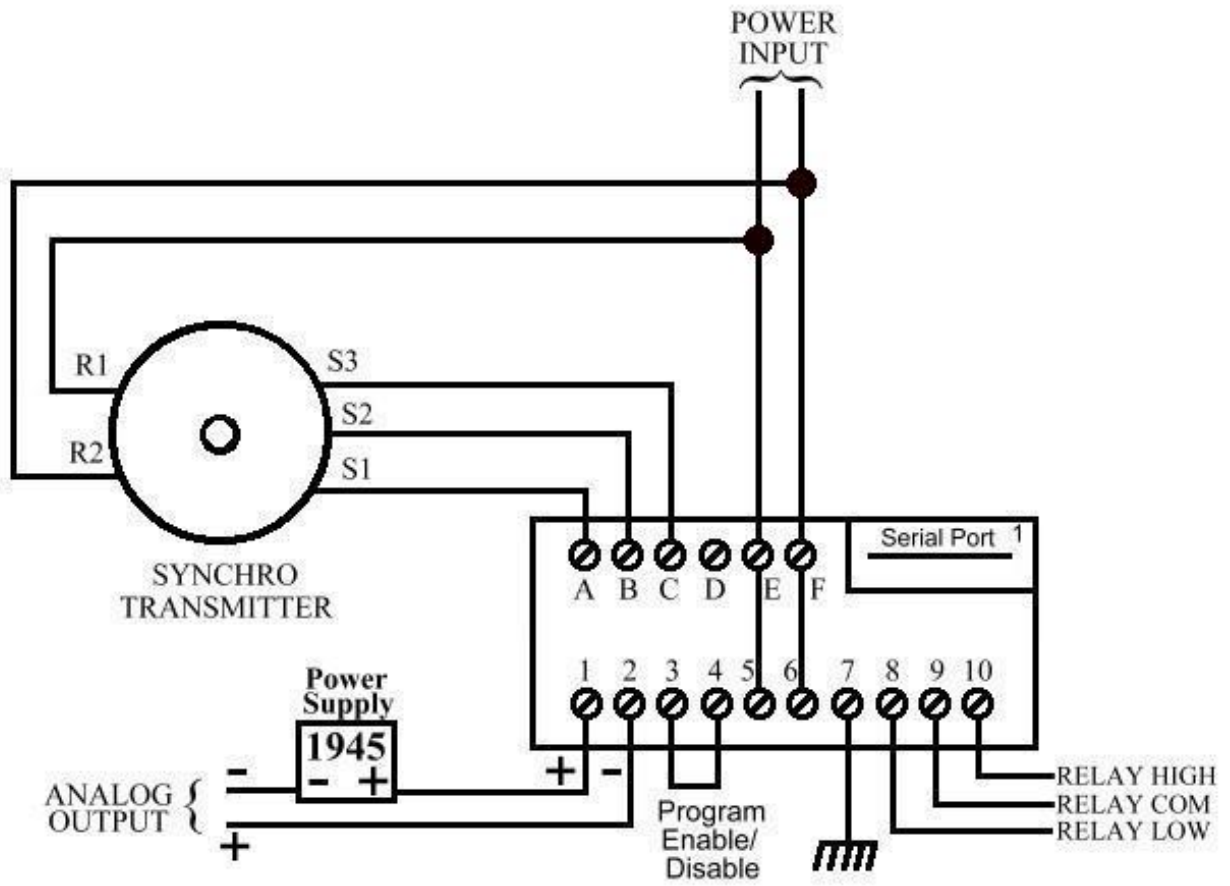 POWER
INPUT
R1
R2
S3
S2
S1
SYNCHRO
TRANSMITTER
Serial Port 1
A B C D E F
1 2 3 4 5 6 7 8 9 10
Power
Supply
1945
- +
-
+
+ -
ANALOG
OUTPUT
Program
Enable/
Disable
RELAY HIGH
RELAY COM
RELAY LOW